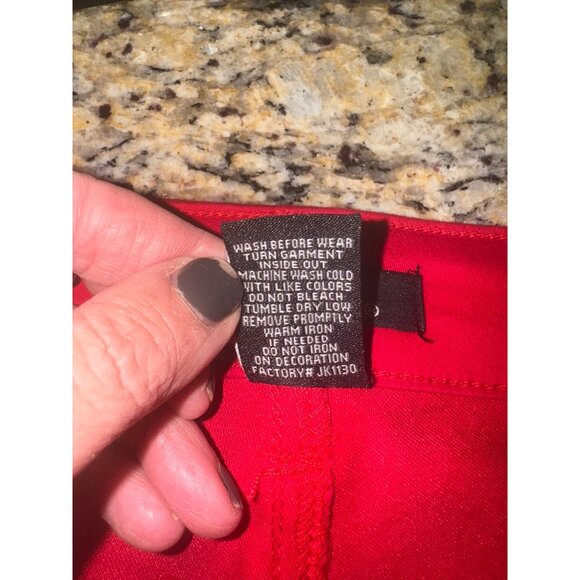 WASH BEFORE WEAR
TURN GARMENT
INSIDE OUT
MACHINE WASH COLD
WITH LIKE COLORS
DO NOT BLEACH
TUMBLE DRY LOW
REMOVE PROMPTLY
WARM IRON
IF NEEDED
DO NOT IRON
ON DECORATION
FACTORY# JK1130